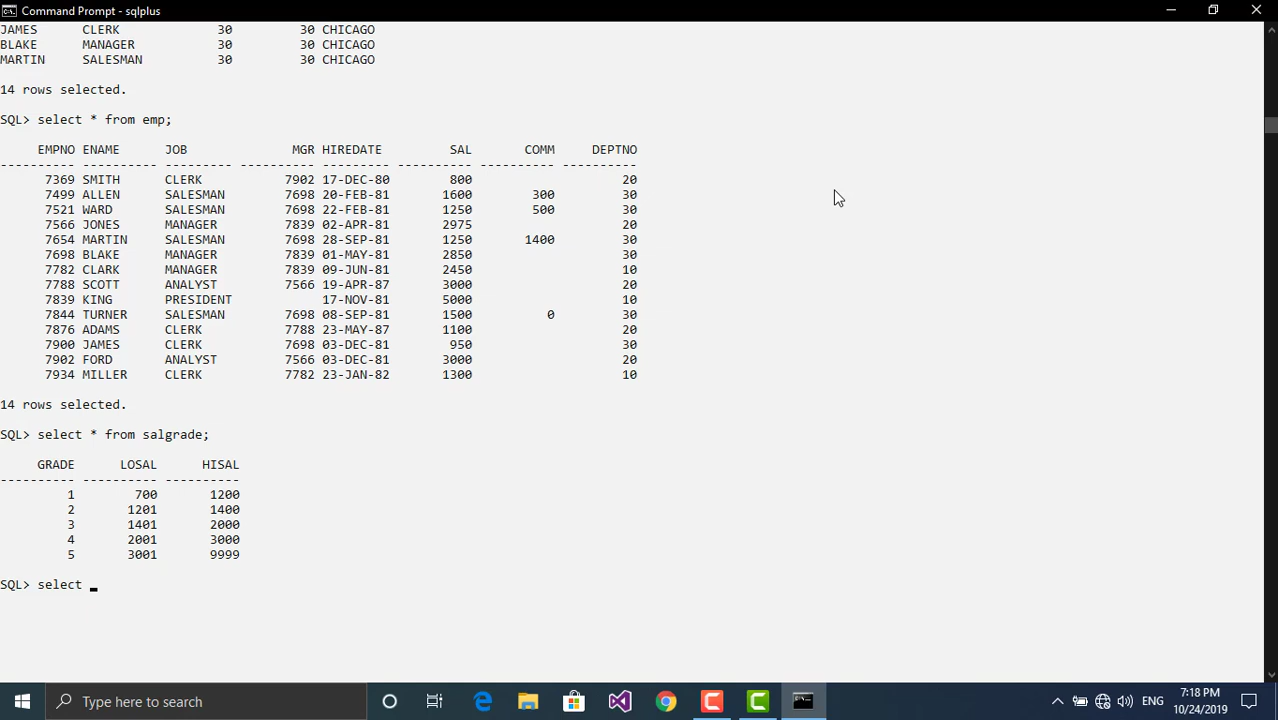 Command Prompt - sqlplus
JAMES      CLERK             30         30 CHICAGO
BLAKE      MANAGER           30         30 CHICAGO
MARTIN     SALESMAN          30         30 CHICAGO
14 rows selected.
SQL> select * from emp;
     EMPNO ENAME      JOB              MGR HIREDATE         SAL       COMM     DEPTNO
---------- ---------- --------- ---------- --------- ---------- ---------- ----------
      7369 SMITH      CLERK           7902 17-DEC-80        800                    20
      7499 ALLEN      SALESMAN        7698 20-FEB-81       1600        300         30
      7521 WARD       SALESMAN        7698 22-FEB-81       1250        500         30
      7566 JONES      MANAGER         7839 02-APR-81       2975                    20
      7654 MARTIN     SALESMAN        7698 28-SEP-81       1250       1400         30
      7698 BLAKE      MANAGER         7839 01-MAY-81       2850                    30
      7782 CLARK      MANAGER         7839 09-JUN-81       2450                    10
      7788 SCOTT      ANALYST         7566 19-APR-87       3000                    20
      7839 KING       PRESIDENT            17-NOV-81       5000                    10
      7844 TURNER     SALESMAN        7698 08-SEP-81       1500          0         30
      7876 ADAMS      CLERK           7788 23-MAY-87       1100                    20
      7900 JAMES      CLERK           7698 03-DEC-81        950                    30
      7902 FORD       ANALYST         7566 03-DEC-81       3000                    20
      7934 MILLER     CLERK           7782 23-JAN-82       1300                    10
14 rows selected.
SQL> select * from salgrade;
     GRADE      LOSAL      HISAL
---------- ---------- ----------
         1        700       1200
         2       1201       1400
         3       1401       2000
         4       2001       3000
         5       3001       9999
SQL> select _
Type here to search
ENG
7:18 PM
10/24/2019